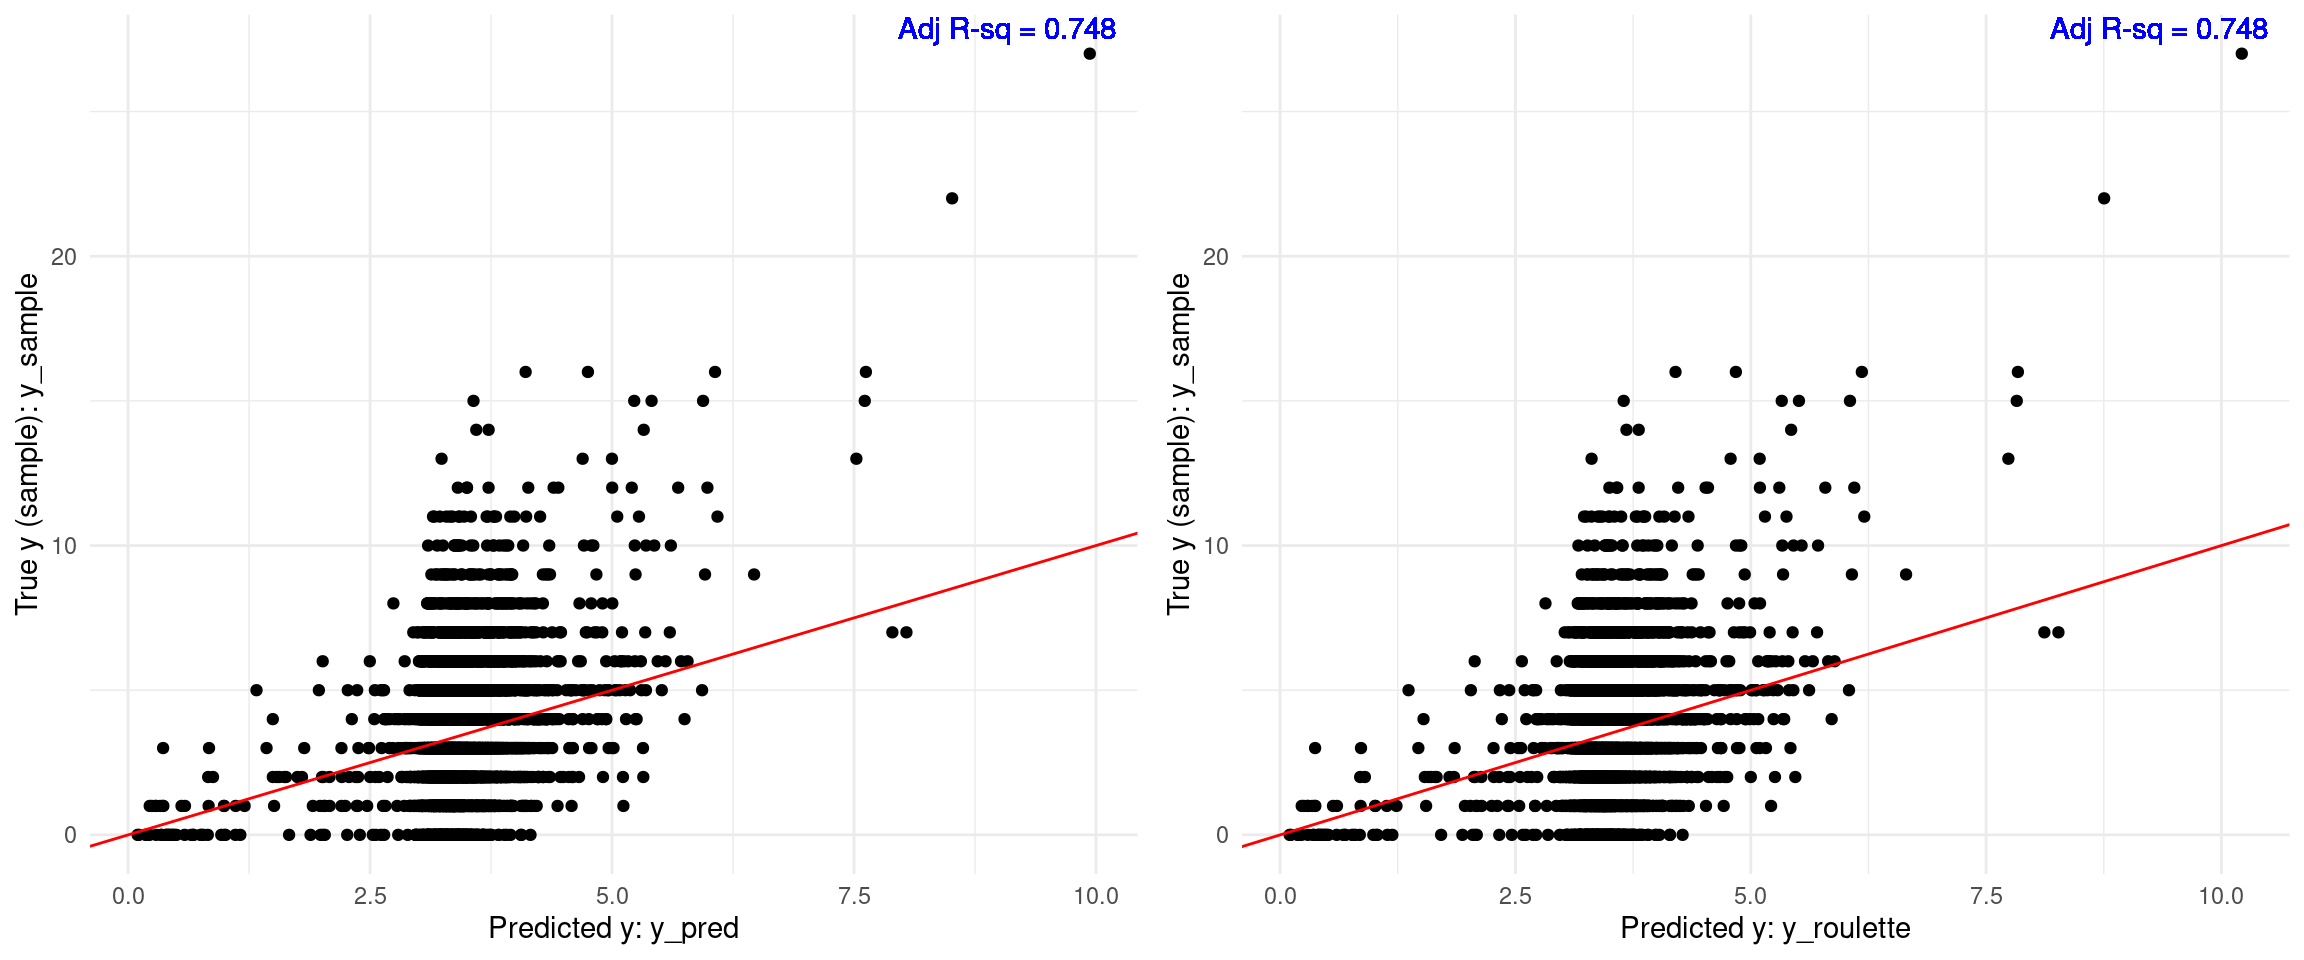 Adj R-sq = 0.748
True y (sample): y_sample
20
10
0
0.0 2.5 5.0 7.5 10.0
Predicted y: y_pred
Adj R-sq = 0.748
True y (sample): y_sample
20
10
0
0.0 2.5 5.0 7.5 10.0
Predicted y: y_roulette